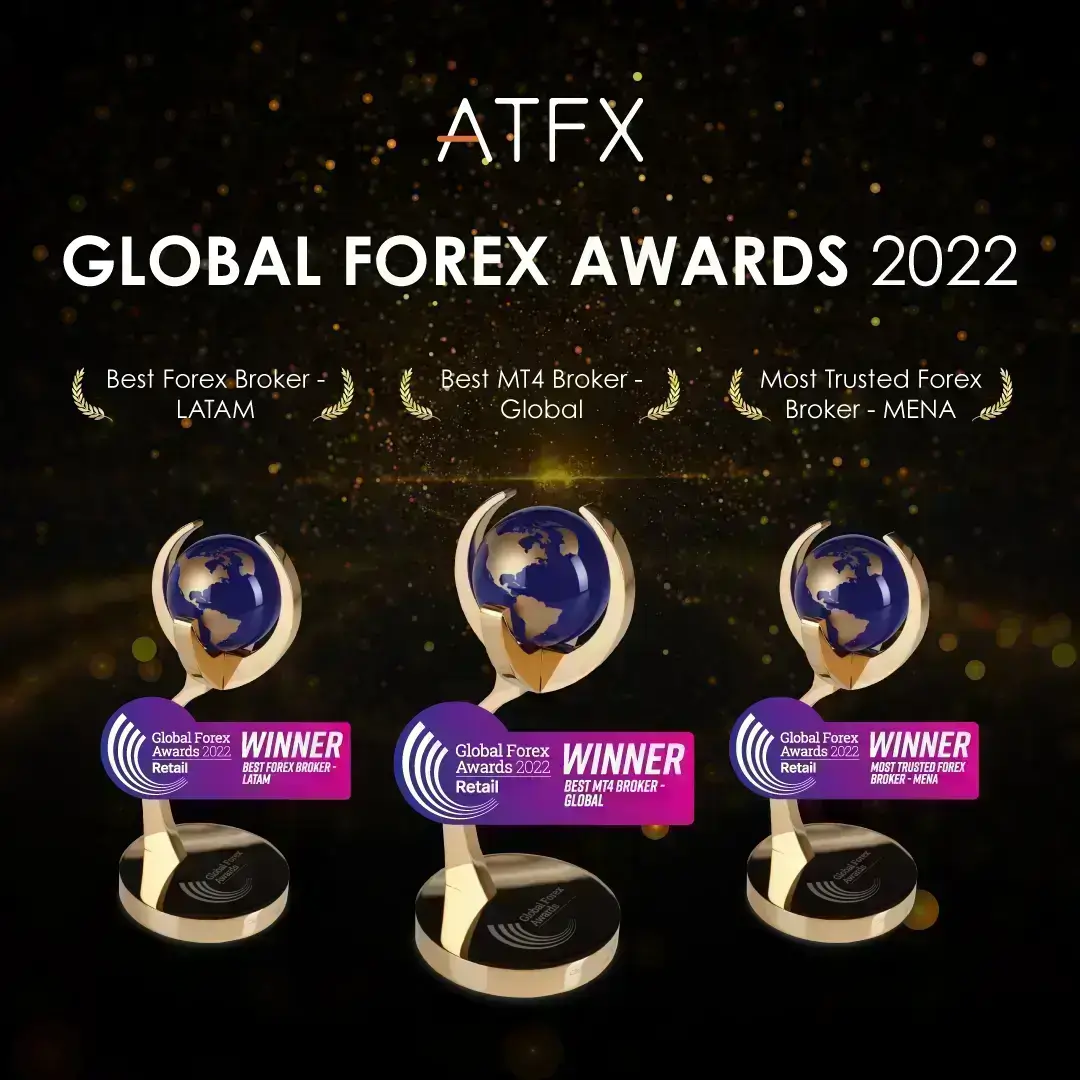 ATFX
GLOBAL FOREX AWARDS 2022
Best Forex Broker -
LATAM
Best MT4 Broker -
Global
Most Trusted Forex
Broker - MENA
Global Forex
Awards 2022
Retail
WINNER
BEST FOREX BROKER -
LATAM
Global Forex
Awards 2022
Retail
WINNER
BEST MT4 BROKER -
GLOBAL
Global Forex
Awards 2022
Retail
WINNER
MOST TRUSTED FOREX
BROKER - MENA
Global Forex
Awards
Global Forex
Awards
Global Forex
Awards